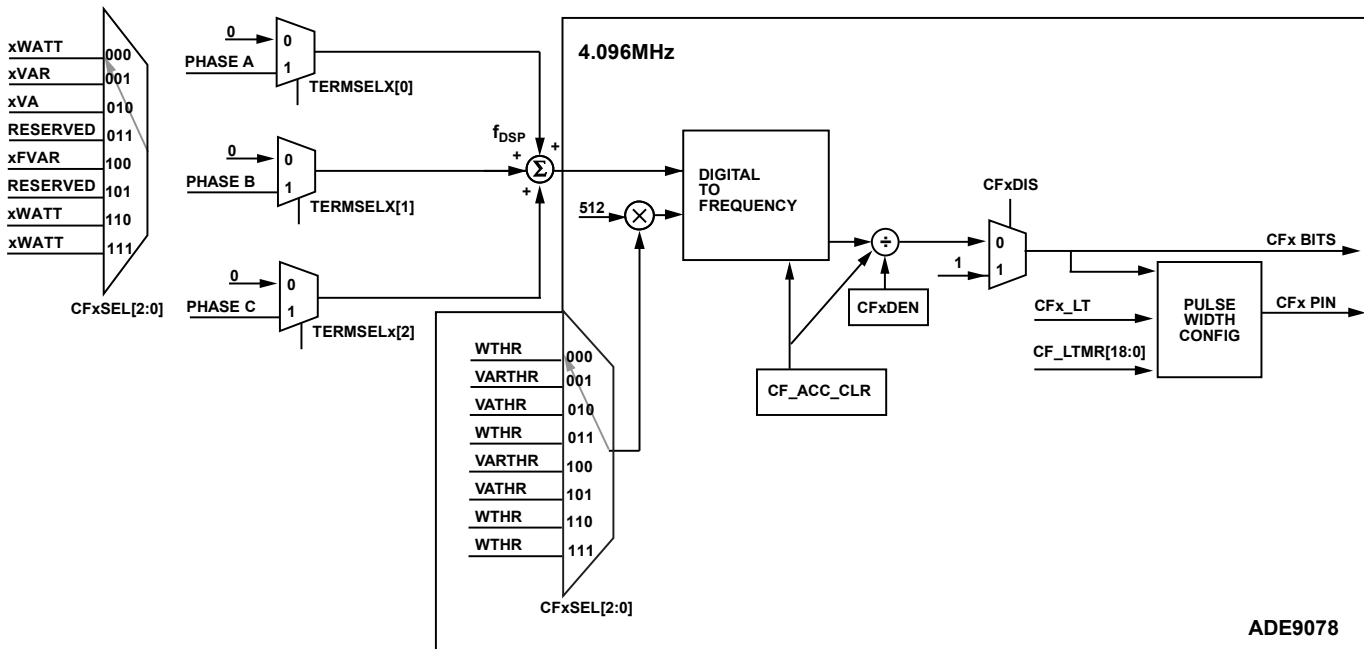 xWATT
000
xVAR
001
xVA
010
RESERVED
011
xFVAR
100
RESERVED
101
xWATT
110
xWATT
111
CFxSEL[2:0]
0
0
PHASE A
1
TERMSELX[0]
0
0
PHASE B
1
TERMSELX[1]
0
0
PHASE C
1
TERMSELx[2]
fDSP
+
+
+
+
Σ
4.096MHz
512
×
DIGITAL
TO
FREQUENCY
÷
CFxDEN
CF_ACC_CLR
CFxDIS
0
1
1
CFx BITS
CFx_LT
CF_LTMR[18:0]
PULSE
WIDTH
CONFIG
CFx PIN
WTHR
000
VARTHR
001
VATHR
010
WTHR
011
VARTHR
100
VATHR
101
WTHR
110
WTHR
111
CFxSEL[2:0]
ADE9078